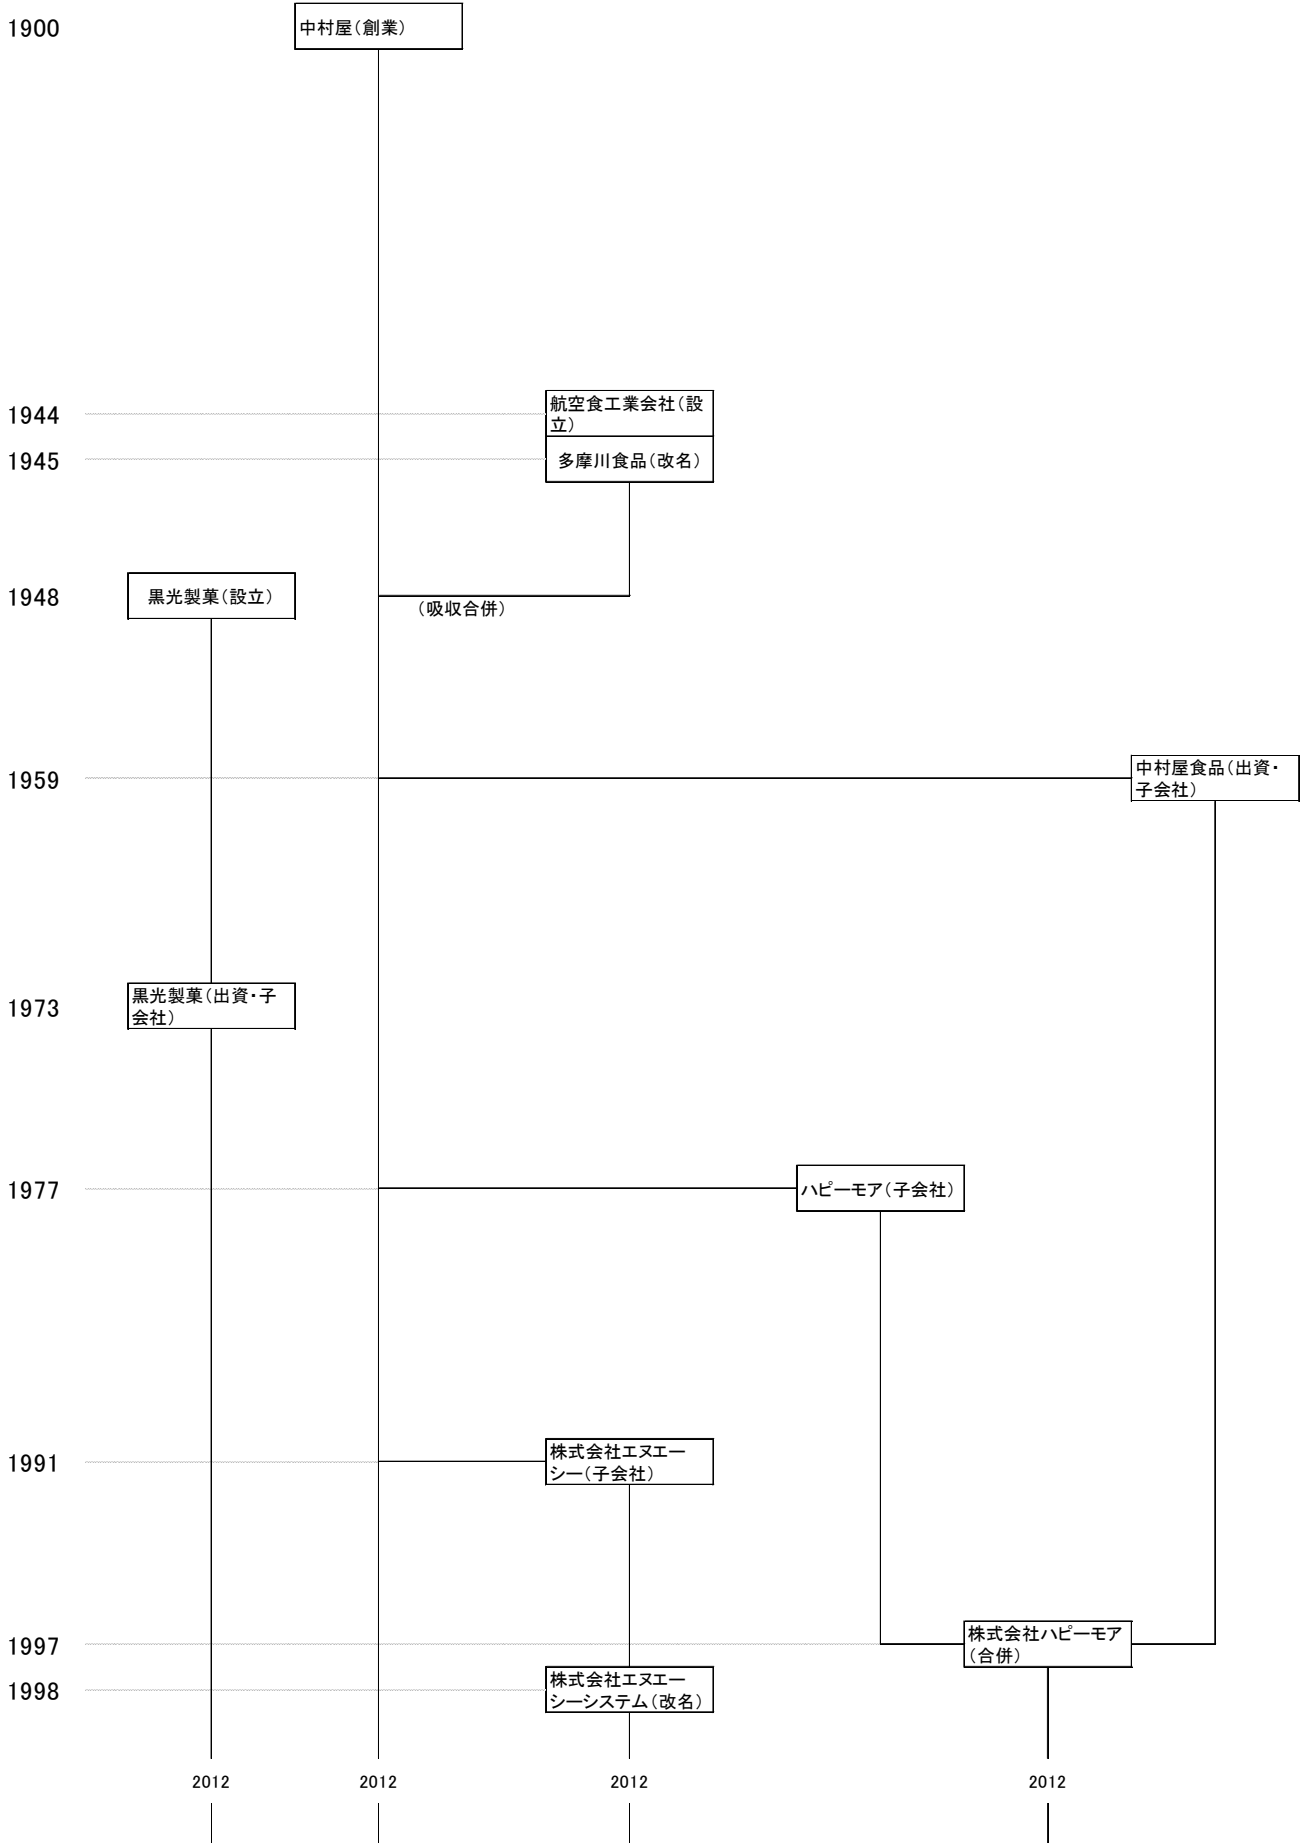 1900
中村屋（創業）
1944
航空食工業会社（設
立）
1945
多摩川食品（改名）
1948
黒光製菓（設立）
（吸収合併）
1959
中村屋食品（出資・
子会社）
1973
黒光製菓（出資・子
会社）
1977
ハピーモア（子会社）
1991
株式会社エヌエー
シー（子会社）
1997
株式会社ハピーモア
（合併）
1998
株式会社エヌエー
シーシステム（改名）
2012
2012
2012
2012